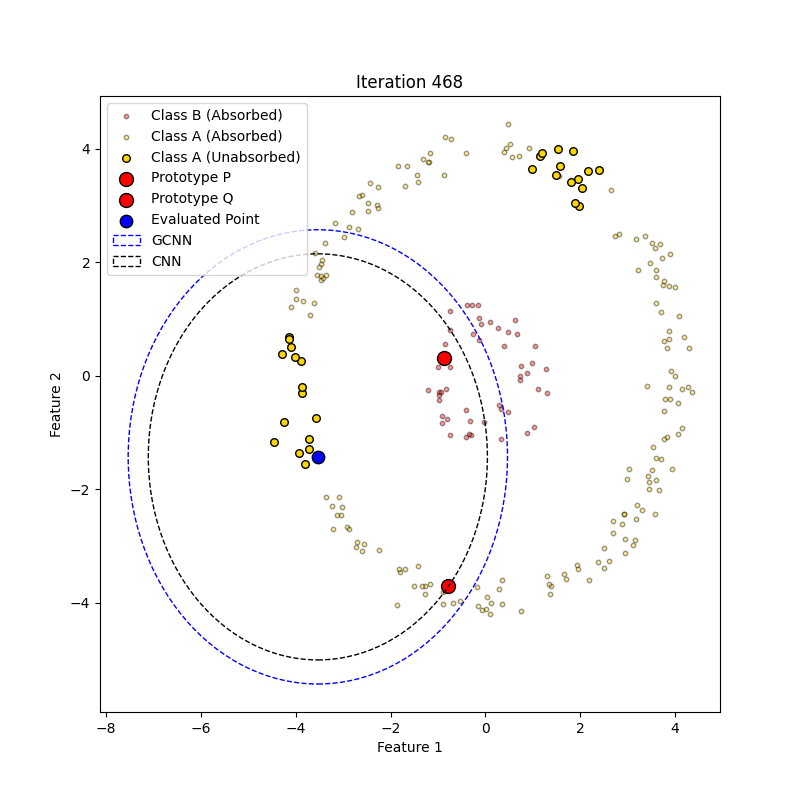 Iteration 468
Class B (Absorbed)
Class A (Absorbed)
Class A (Unabsorbed)
Prototype P
Prototype Q
Evaluated Point
GCNN
CNN
4
2
0
−2
−4
Feature 2
−8
−6
−4
−2
0
2
4
Feature 1